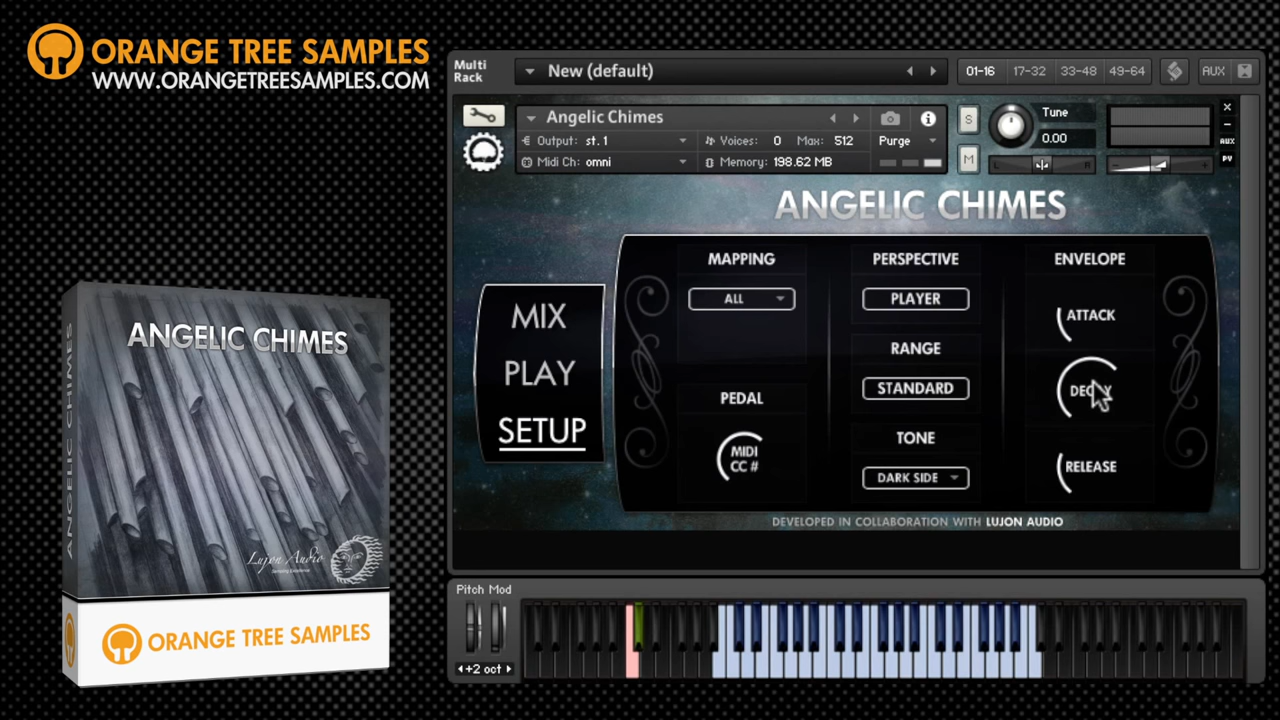 ORANGE TREE SAMPLES
WWW.ORANGETREESAMPLES.COM
ANGELIC CHIMES
ANGELIC CHIMES
Lujon Audio
ORANGE TREE SAMPLES
Multi
Rack
New (default)
01-16 17-32 33-48 49-64 AUX
Angelic Chimes
Output: st. 1 Voices: 0 Max: 512 Purge
Midi Ch: omni Memory: 198.62 MB
S
M
Tune
0.00
L R
AUX
PV
ANGELIC CHIMES
MIX
PLAY
SETUP
MAPPING
ALL
PEDAL
MIDI
CC #
PERSPECTIVE
PLAYER
RANGE
STANDARD
TONE
DARK SIDE
ENVELOPE
ATTACK
DECAY
RELEASE
DEVELOPED IN COLLABORATION WITH LUJON AUDIO
Pitch Mod
+2 oct